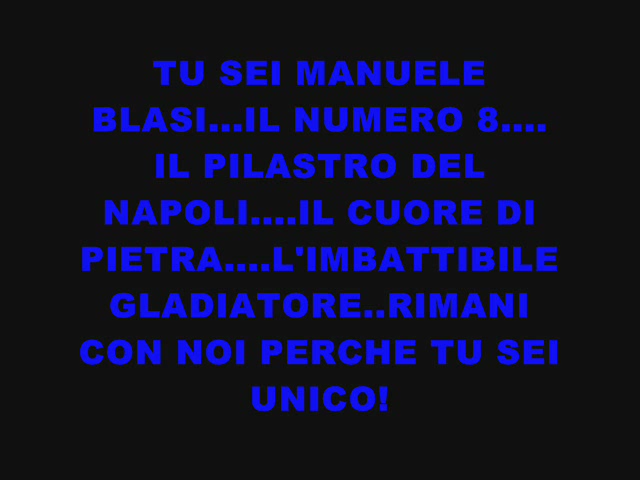 TU SEI MANUELE
BLASI...IL NUMERO 8....
IL PILASTRO DEL
NAPOLI....IL CUORE DI
PIETRA....L'IMBATTIBILE
GLADIATORE..RIMANI
CON NOI PERCHE TU SEI
UNICO!